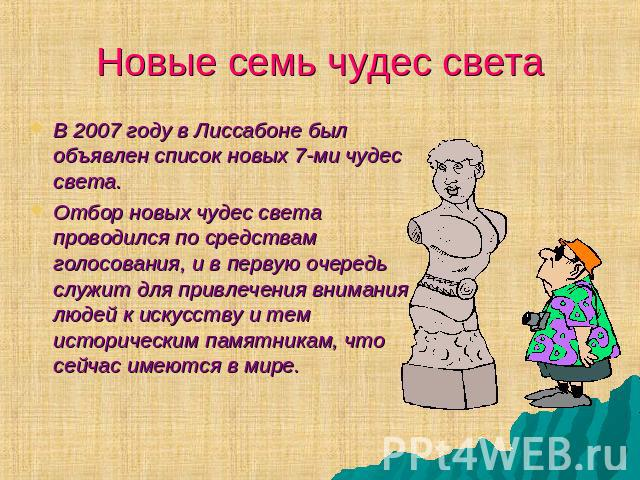 Новые семь чудес света
В 2007 году в Лиссабоне был
объявлен список новых 7-ми чудес
света.
Отбор новых чудес света
проводился по средствам
голосования, и в первую очередь
служит для привлечения внимания
людей к искусству и тем
историческим памятникам, что
сейчас имеются в мире.
PPt4WEB.ru